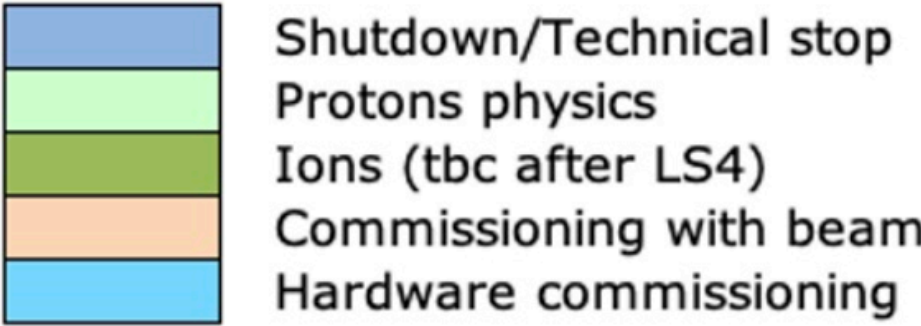 Shutdown/Technical stop
Protons physics
Ions (tbc after LS4)
Commissioning with beam
Hardware commissioning